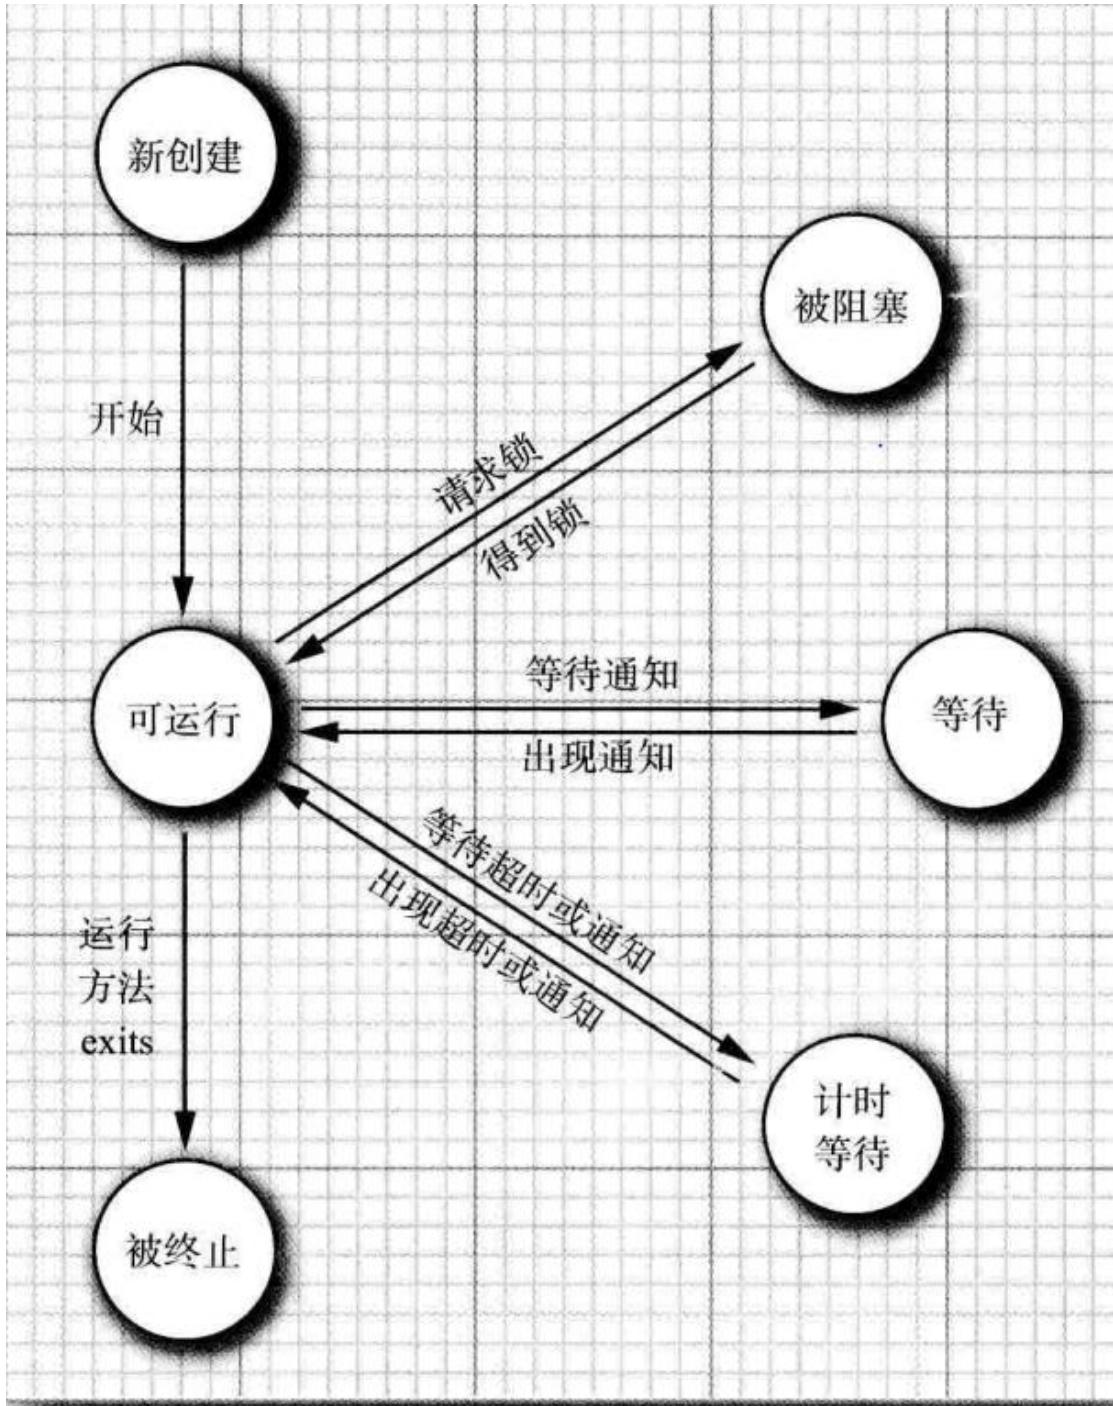 新创建
被阻塞
开始
请求锁
得到锁
等待通知
可运行
等待
出现通知
等待超时或通知
出现超时或通知
运行
方法
exits
计时
等待
被终止